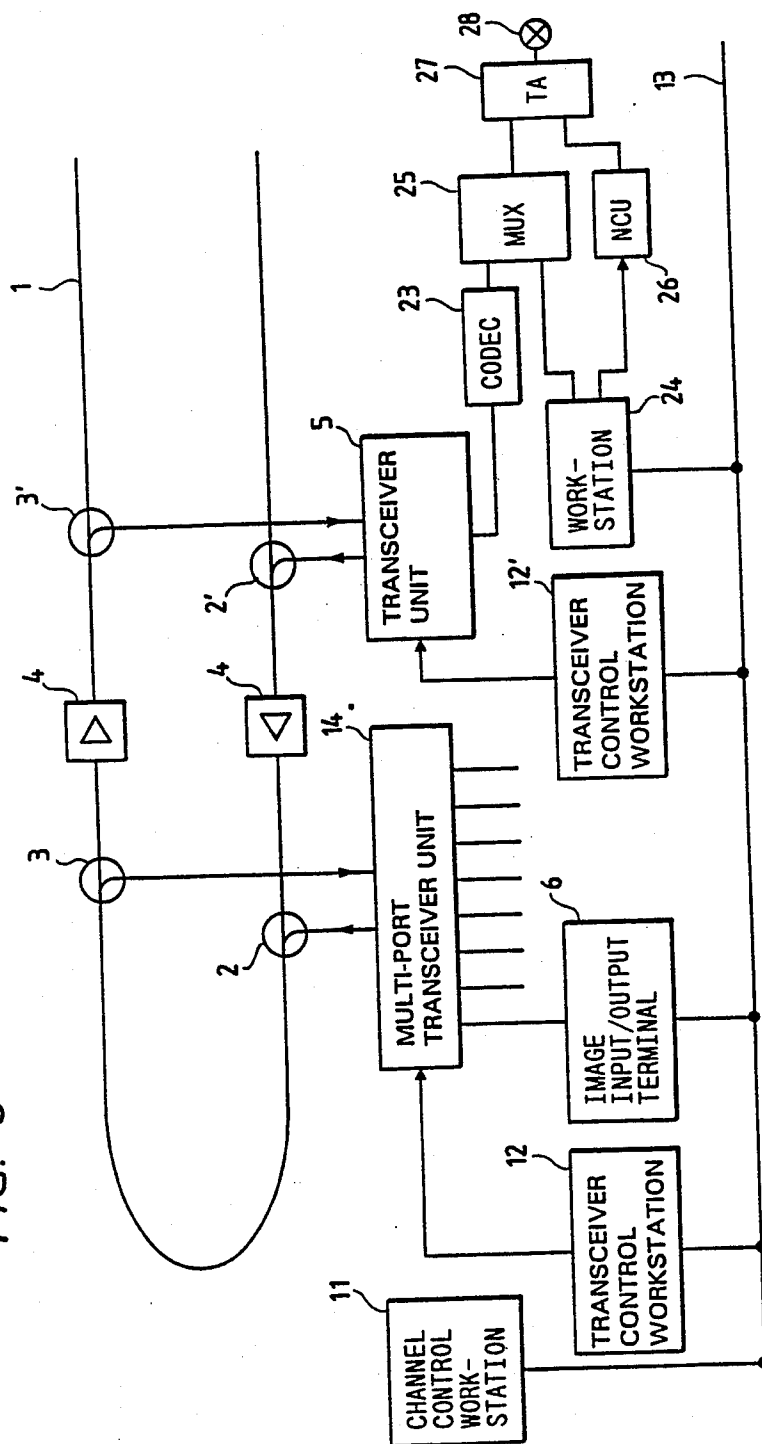 1
3'
4
3
2'
4
2
5
TRANSCEIVER
UNIT
14
MULTI-PORT
TRANSCEIVER UNIT
23
CODEC
25
MUX
27
TA
28
NCU
26
WORK-
STATION
24
13
12'
TRANSCEIVER
CONTROL
WORKSTATION
6
IMAGE
INPUT/OUTPUT
TERMINAL
12
TRANSCEIVER
CONTROL
WORKSTATION
11
CHANNEL
CONTROL
WORK-
STATION